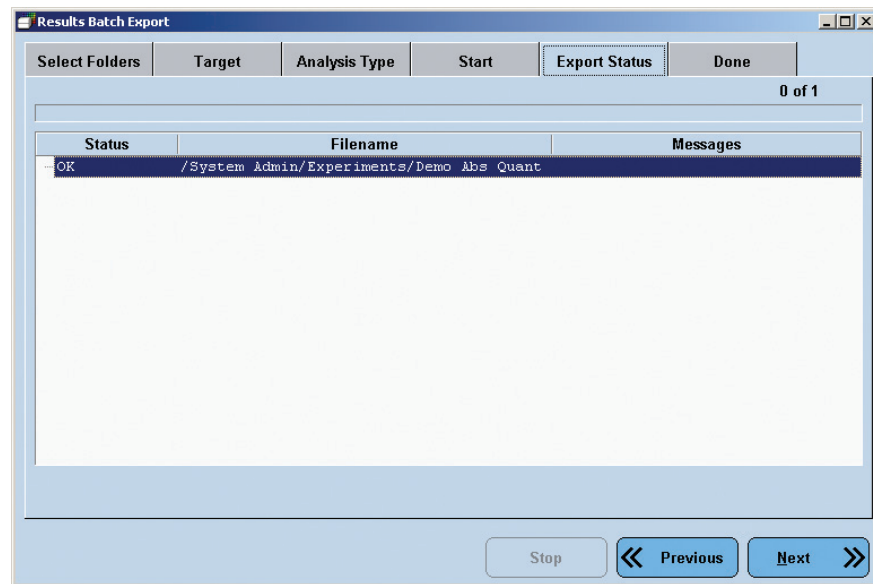 Results Batch Export
Select Folders Target Analysis Type Start Export Status Done
0 of 1
Status Filename Messages
OK /System Admin/Experiments/Demo Abs Quant
Stop Previous Next